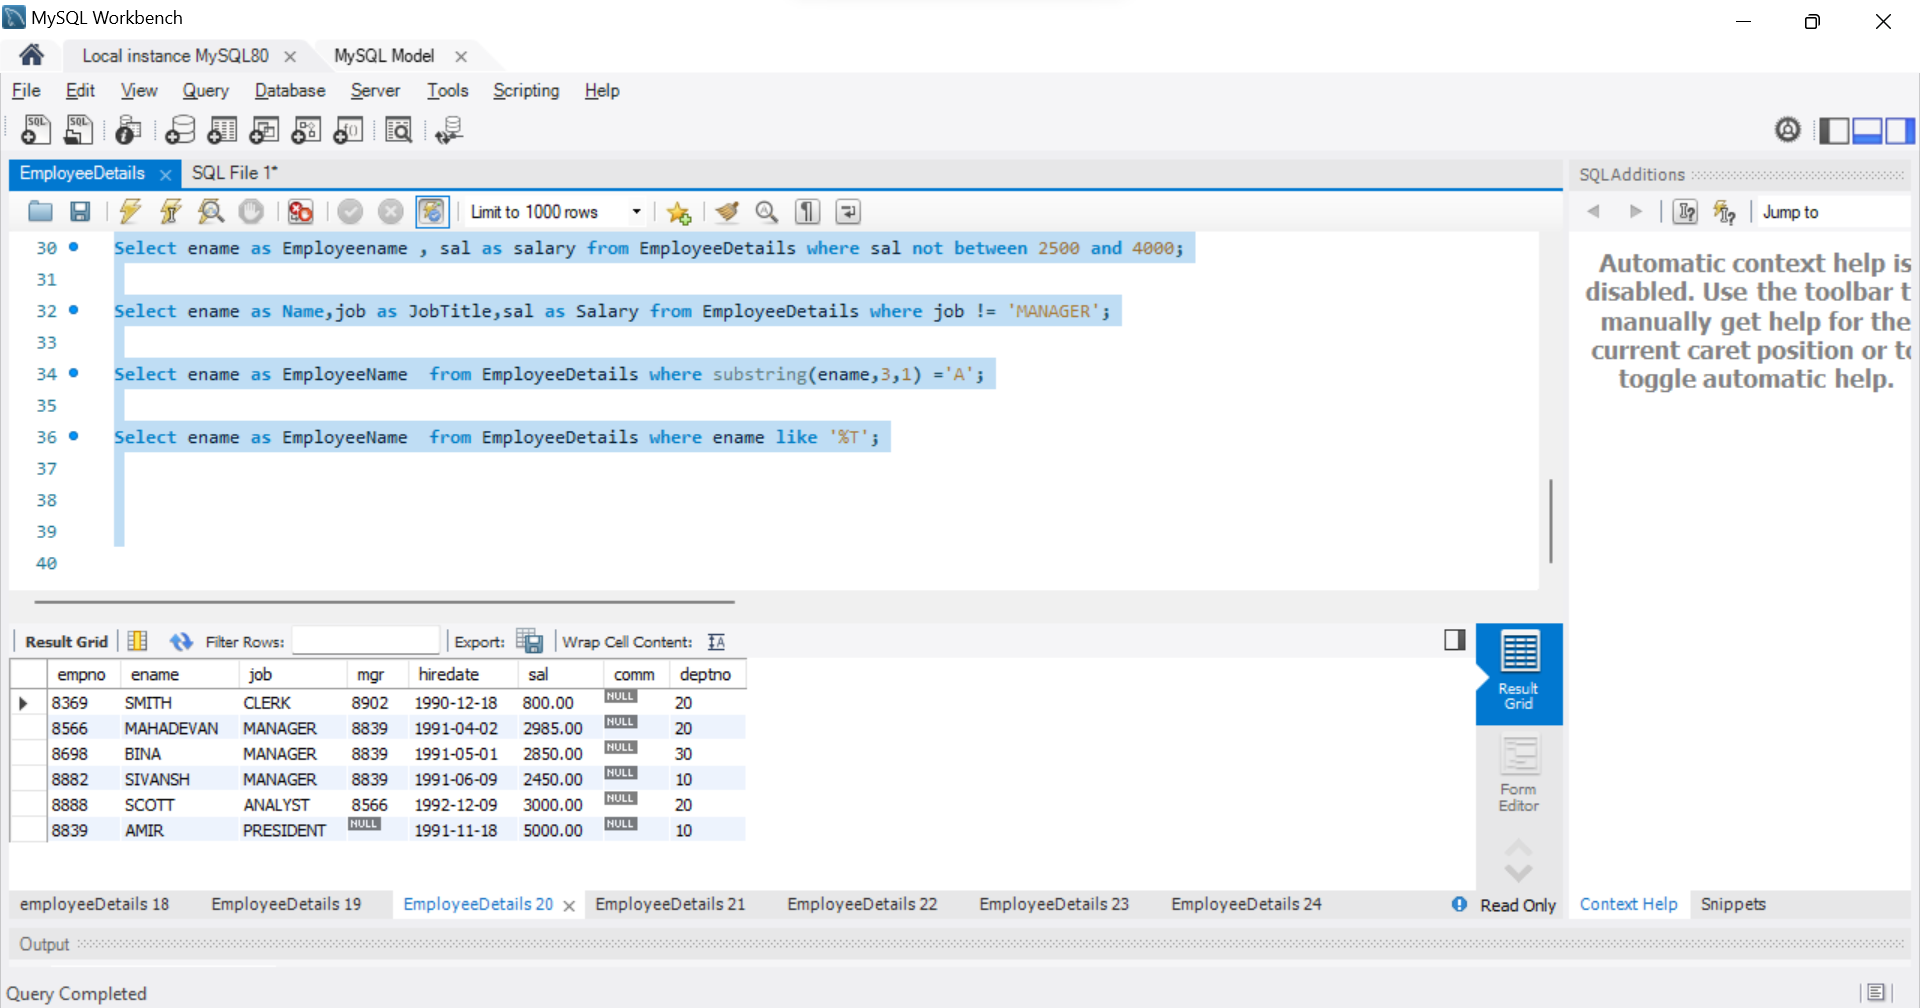 MySQL Workbench
Local instance MySQL80 MySQL Model
File Edit View Query Database Server Tools Scripting Help
SQL SQL
EmployeeDetails SQL File 1* SQLAdditions
Limit to 1000 rows Jump to
30 Select ename as Employeename , sal as salary from EmployeeDetails where sal not between 2500 and 4000;
31
32 Select ename as Name,job as JobTitle,sal as Salary from EmployeeDetails where job != 'MANAGER';
33
34 Select ename as EmployeeName from EmployeeDetails where substring(ename,3,1) ='A';
35
36 Select ename as EmployeeName from EmployeeDetails where ename like '%T';
37
38
39
40
Automatic context help is
disabled. Use the toolbar t
manually get help for the
current caret position or to
toggle automatic help.
Result Grid Filter Rows: Export: Wrap Cell Content:
empno ename job mgr hiredate sal comm deptno
8369 SMITH CLERK 8902 1990-12-18 800.00 NULL 20
8566 MAHADEVAN MANAGER 8839 1991-04-02 2985.00 NULL 20
8698 BINA MANAGER 8839 1991-05-01 2850.00 NULL 30
8882 SIVANSH MANAGER 8839 1991-06-09 2450.00 NULL 10
8888 SCOTT ANALYST 8566 1992-12-09 3000.00 NULL 20
8839 AMIR PRESIDENT NULL 1991-11-18 5000.00 NULL 10
Result
Grid
Form
Editor
employeeDetails 18 EmployeeDetails 19 EmployeeDetails 20 EmployeeDetails 21 EmployeeDetails 22 EmployeeDetails 23 EmployeeDetails 24 Read Only Context Help Snippets
Output
Query Completed